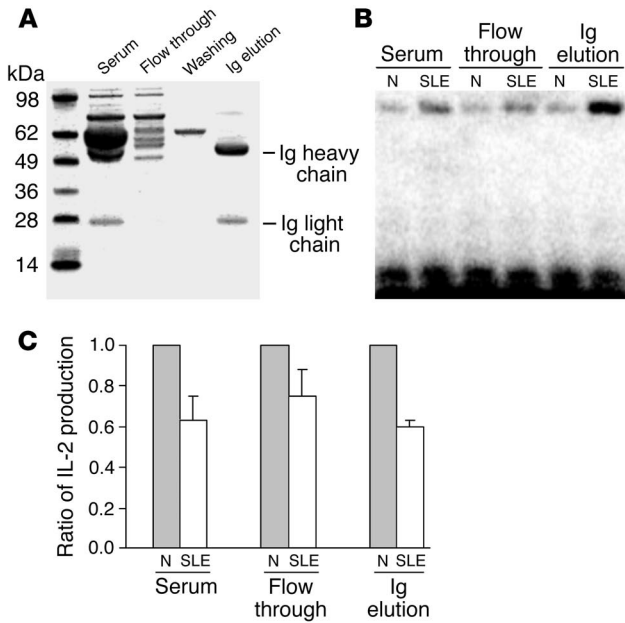 A
Serum
Flow through
Washing
Ig elution
kDa
98
62
49
36
28
14
Ig heavy
chain
Ig light
chain
B
Serum
Flow
through
Ig
elution
N SLE N SLE N SLE
C
Ratio of IL-2 production
1.0
0.8
0.6
0.4
0.2
0.0
N SLE N SLE N SLE
Serum
Flow
through
Ig
elution